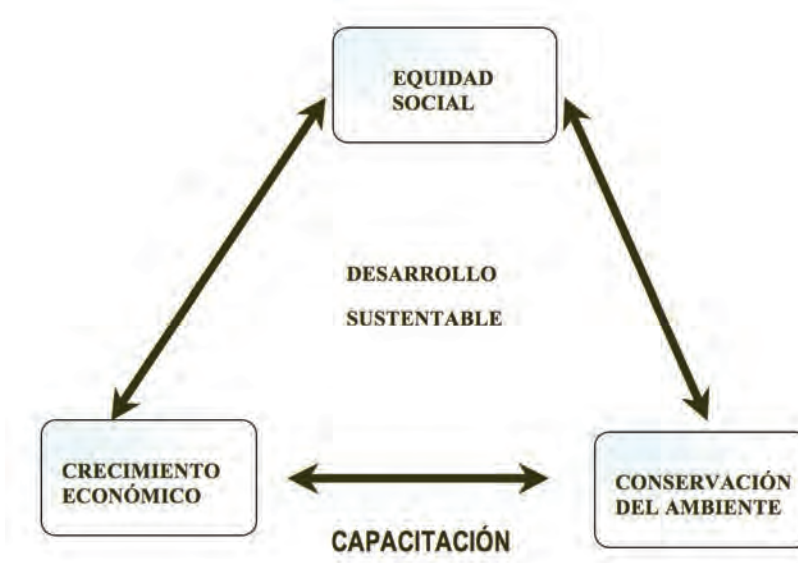 EQUIDAD
SOCIAL
DESARROLLO
SUSTENTABLE
CRECIMIENTO
ECONÓMICO
CONSERVACIÓN
DEL AMBIENTE
CAPACITACIÓN